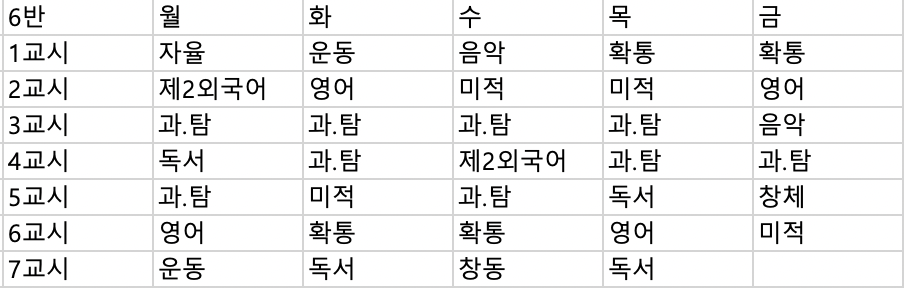 6반 월 화 수 목 금
1교시 자율 운동 음악 확통 확통
2교시 제2외국어 영어 미적 미적 영어
3교시 과.탐 과.탐 과.탐 과.탐 음악
4교시 독서 과.탐 제2외국어 과.탐 과.탐
5교시 과.탐 미적 과.탐 독서 창체
6교시 영어 확통 확통 영어 미적
7교시 운동 독서 창동 독서